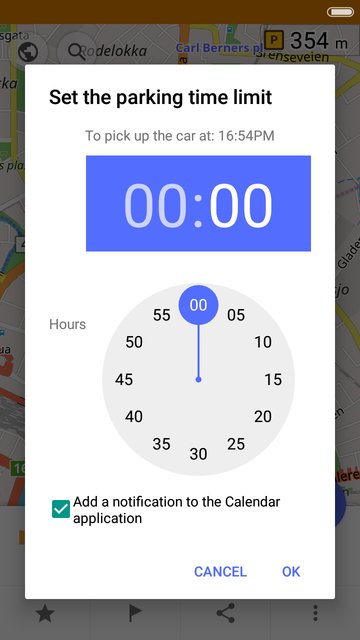 sgata
Rodelokka
Carl Berners pl
P 354 m
Grenseveien
Set the parking time limit
To pick up the car at: 16:54PM
00:00
Hours
00
05
10
15
20
25
30
35
40
45
50
55
Add a notification to the Calendar
application
CANCEL
OK